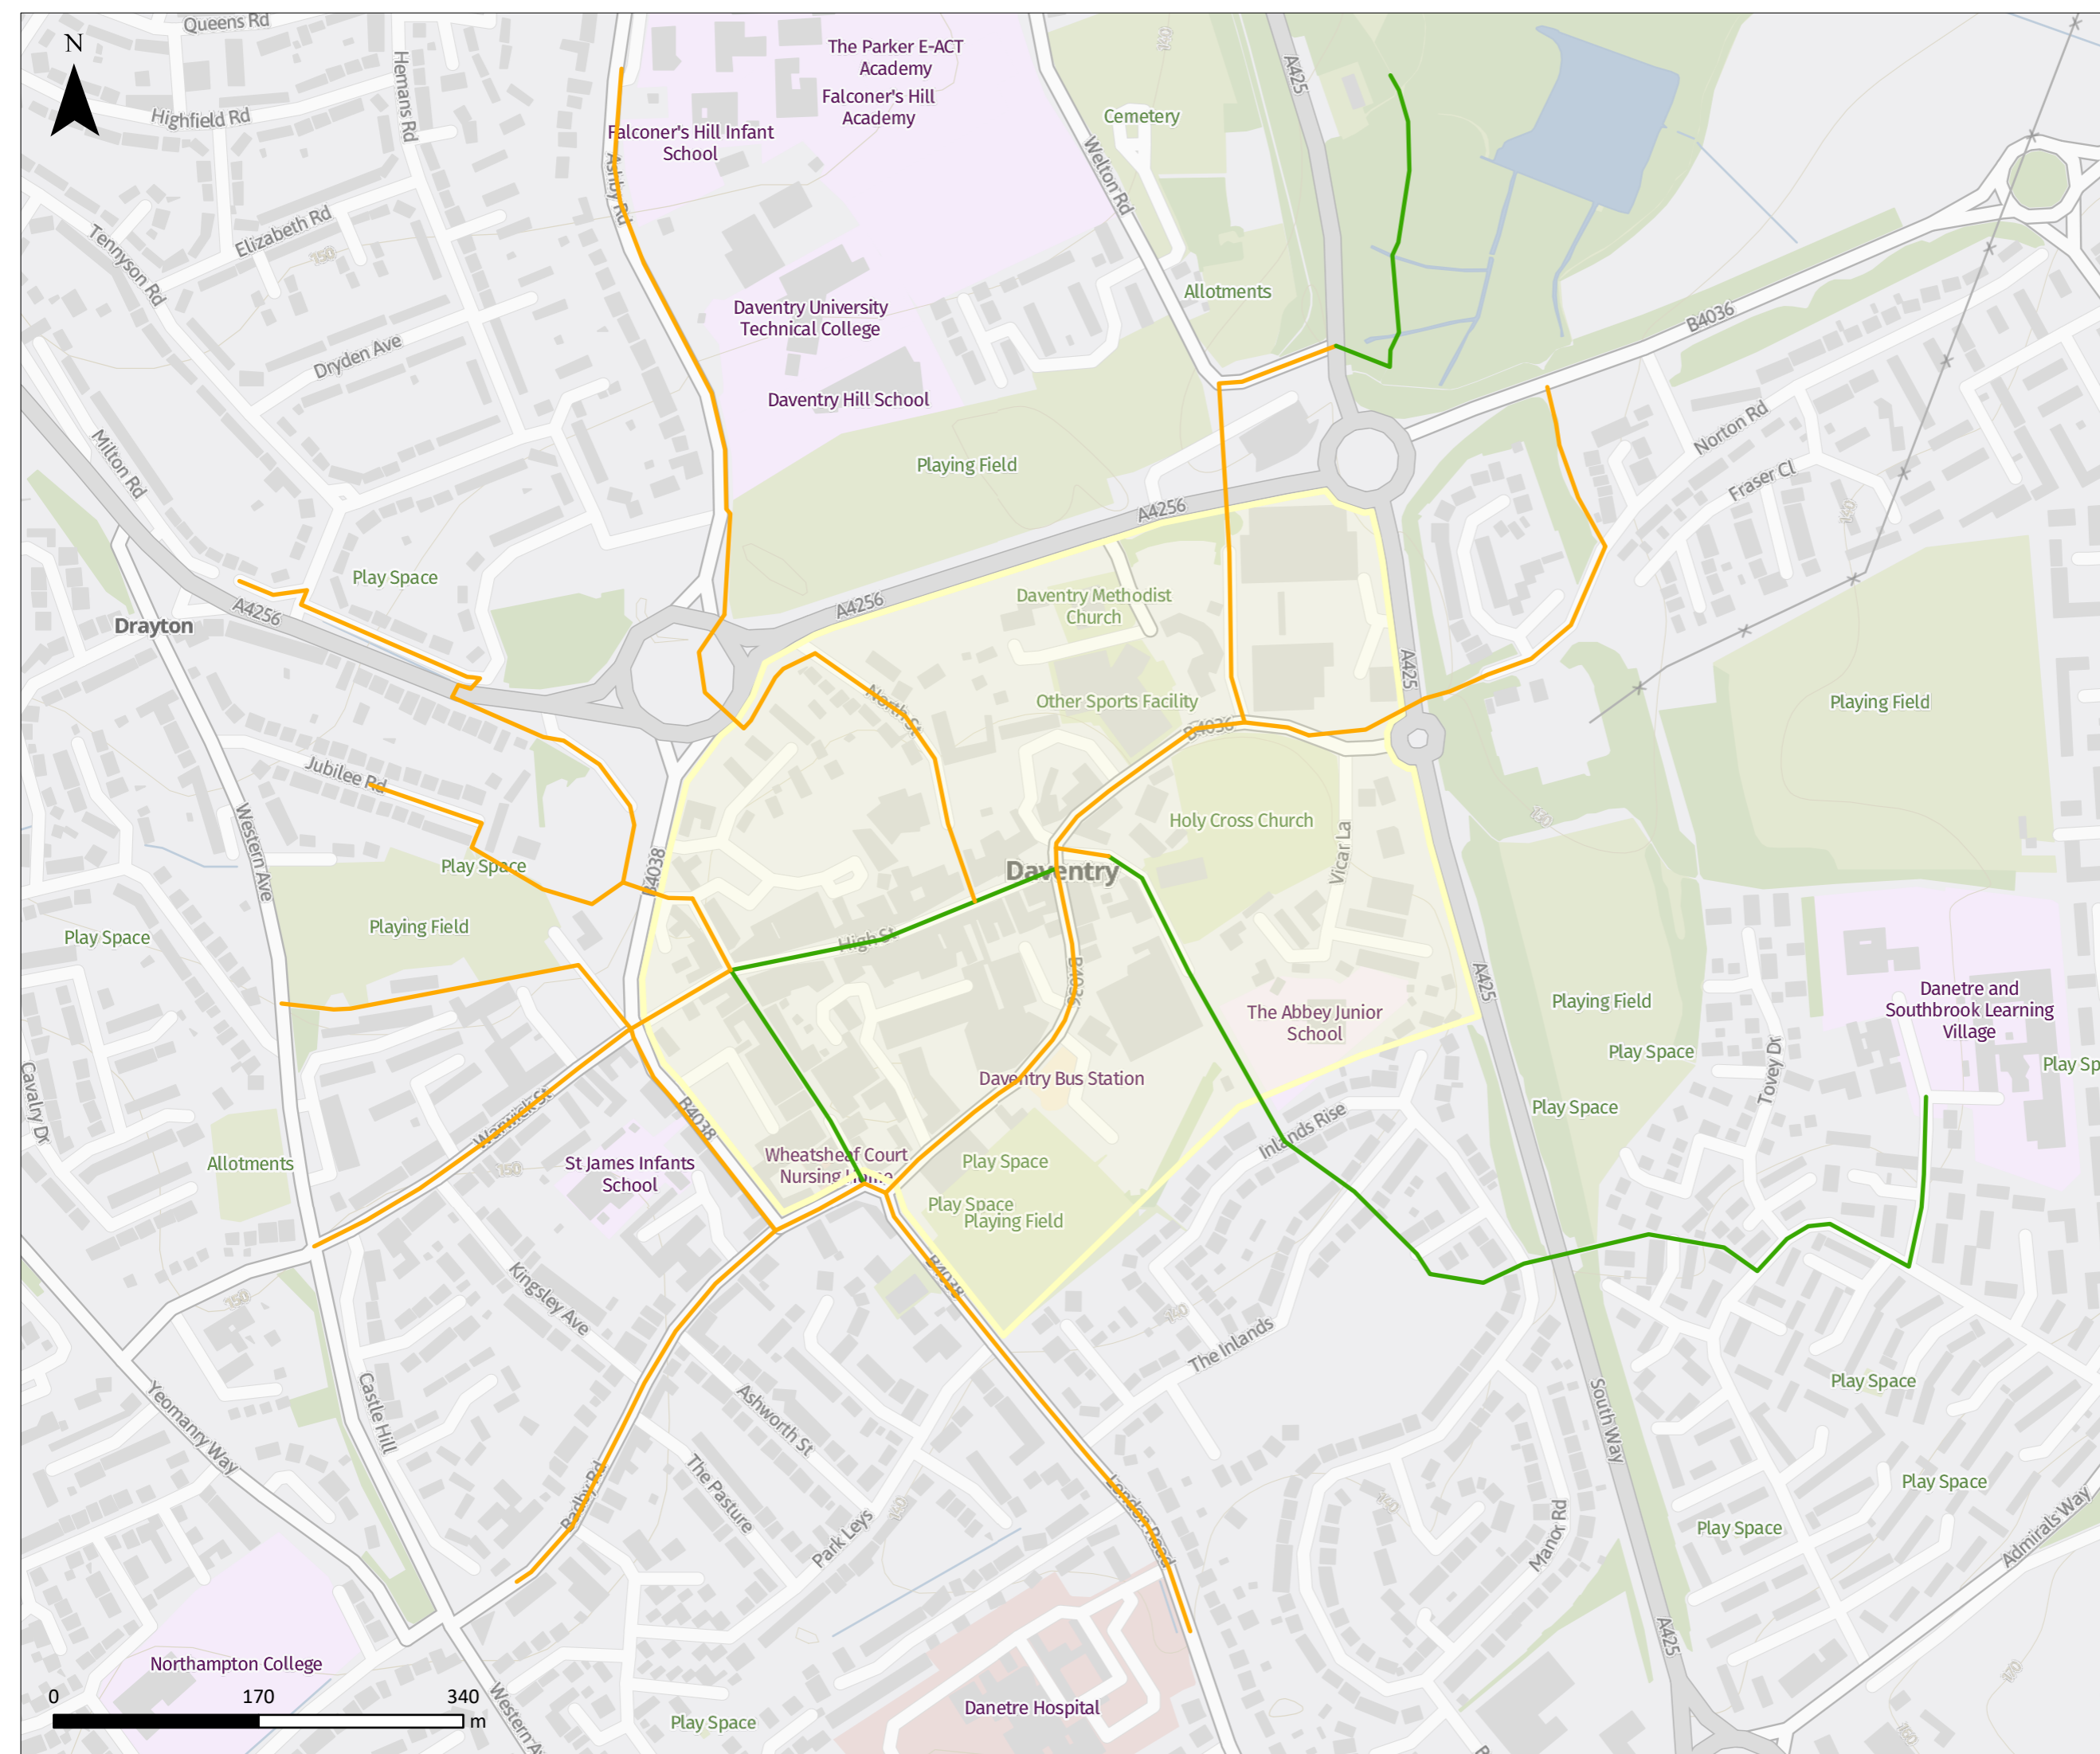 Queens Rd
N
The Parker E-ACT
Academy
Falconer's Hill
Academy
Falconer's Hill Infant
School
Hemans Rd
Highfield Rd
Cemetery
A425
Welton Rd
Ashby Rd
Elizabeth Rd
Tennyson Rd
Allotments
Daventry University
Technical College
B4036
Dryden Ave
Daventry Hill School
Norton Rd
Milton Rd
Playing Field
Fraser Cl
A4256
Play Space
A4256
Daventry Methodist
Church
A4256
Drayton
A425
North St
Other Sports Facility
Playing Field
B4036
Jubilee Rd
Western Ave
Holy Cross Church
Vicar La
Play Space
B4038
Daventry
Playing Field
High St
Play Space
B4036
A425
Danetre and
Southbrook Learning
Village
Playing Field
The Abbey Junior
School
Play Space
Play Sp
Tovey Dr
Daventry Bus Station
Cavalry Dr
Warwick St
B4038
Play Space
Inlands Rise
Wheatsheaf Court
Nursing Home
Play Space
St James Infants
School
Allotments
Play Space
Playing Field
B4038
Kingsley Ave
The Inlands
Play Space
Castle Hill
Yeomanry Way
Ashworth St
South Way
Badby Rd
The Pasture
Park Leys
London Road
Manor Rd
Play Space
Play Space
Admirals Way
A425
Northampton College
0 170 340
m
Western Av
Play Space
Danetre Hospital